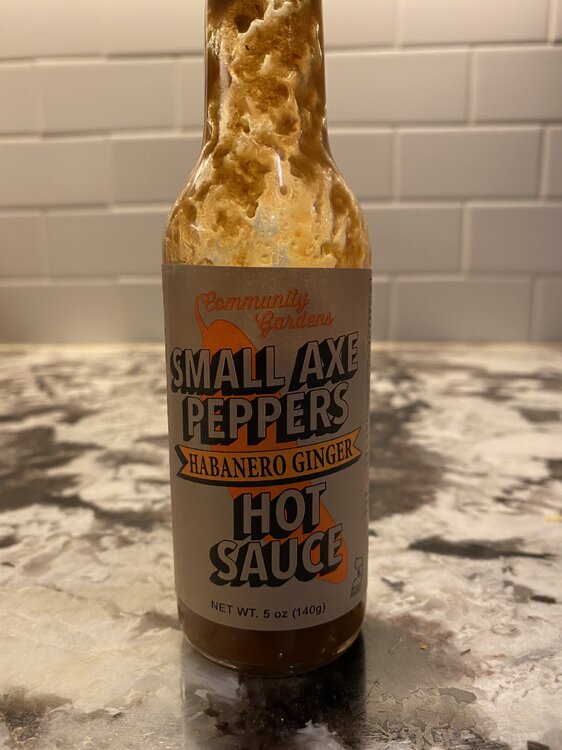 Community
Gardens
SMALL AXE
PEPPERS
HABANERO GINGER
HOT
SAUCE
NET WT. 5 oz (140g)